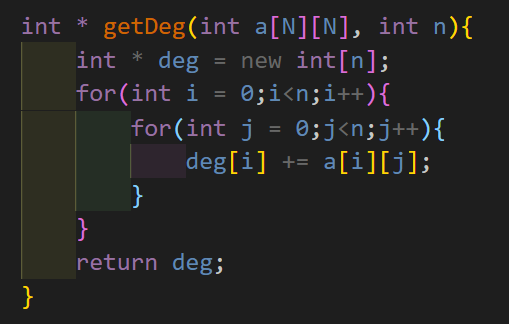 int * getDeg(int a[N][N], int n){
    int * deg = new int[n];
    for(int i = 0;i<n;i++){
        for(int j = 0;j<n;j++){
            deg[i] += a[i][j];
        }
    }
    return deg;
}